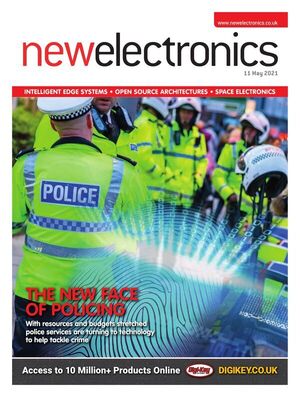 www.newelectronics.co.uk
newelectronics
11 May 2021
INTELLIGENT EDGE SYSTEMS • OPEN SOURCE ARCHITECTURES • SPACE ELECTRONICS
POLICE
THE NEW FACE
OF POLICING
With resources and budgets stretched
police services are turning to technology
to help tackle crime
Access to 10 Million+ Products Online
Digi-Key
DIGIKEY.CO.UK